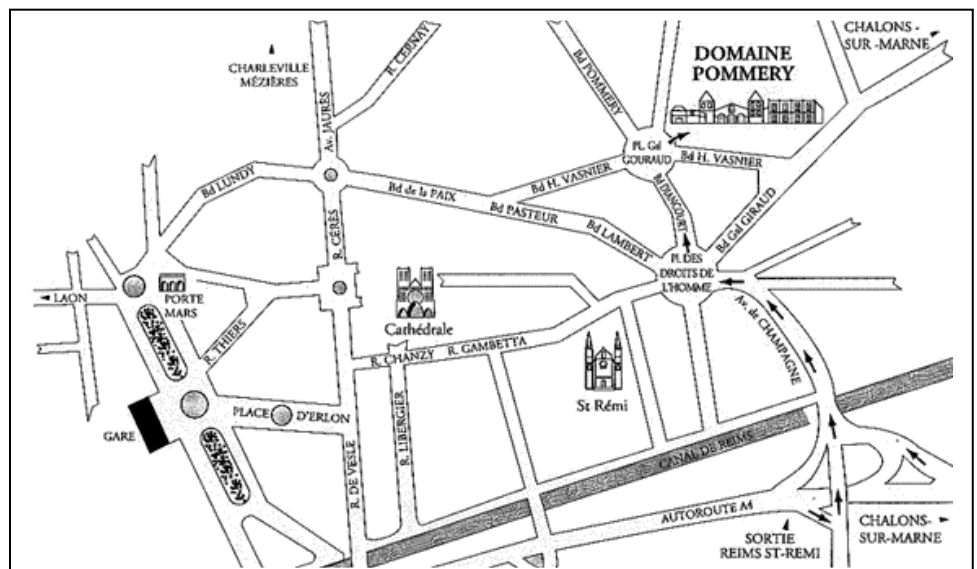 CHALONS -
SUR -MARNE
R. CERNAY
CHARLEVILLE
MÉZIÈRES
DOMAINE
POMMERY
Bd POMMERY
Av. JAURÈS
PL. Gal
GOURAUD
Bd H. VASNIER
Bd H. VASNIER
Bd LUNDY
Bd de la PAIX
Bd DIANCOURT
Bd PASTEUR
Bd Gal GIRAUD
R. CÉRÈS
Bd LAMBERT
Pl. DES
DROITS DE
L'HOMME
LAON
PORTE
MARS
Cathédrale
Av. de CHAMPAGNE
R. THIERS
R. CHANZY
R. GAMBETTA
St Rémi
PLACE
D'ERLON
GARE
R. LIBERGIER
R. DE VESLE
CANAL DE REIMS
AUTOROUTE A4
SORTIE
REIMS ST-REMI
CHALONS-
SUR-MARNE